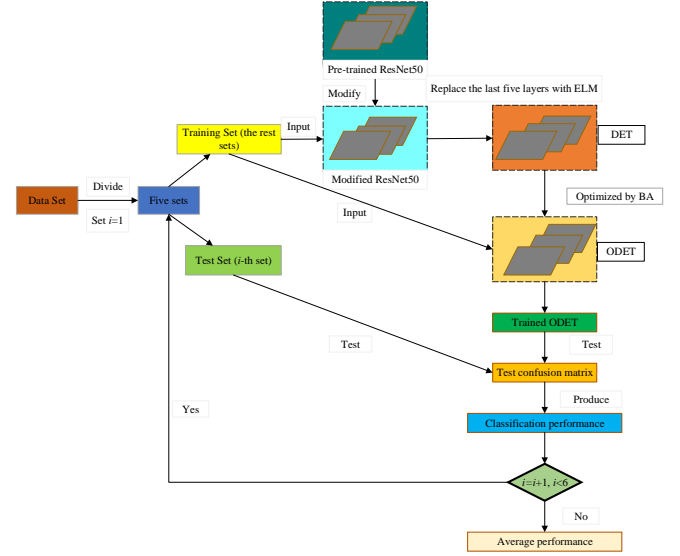 Pre-trained ResNet50
Modify
Replace the last five layers with ELM
Training Set (the rest
sets)
Input
Modified ResNet50
DET
Data Set
Divide
Set i=1
Five sets
Input
Optimized by BA
Test Set (i-th set)
ODET
Trained ODET
Test
Test
Test confusion matrix
Produce
Yes
Classification performance
i=i+1, i<6
No
Average performance